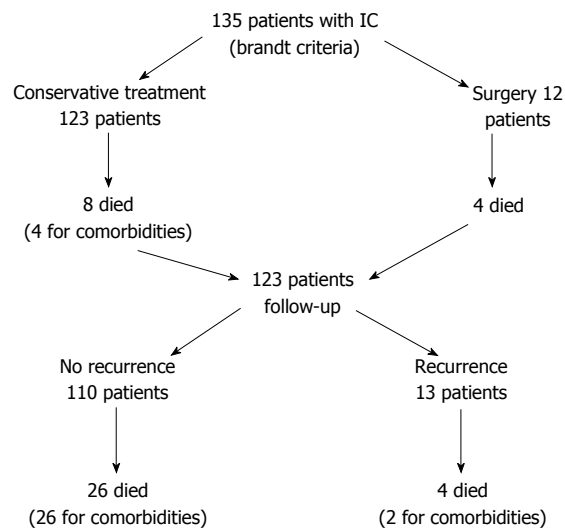 135 patients with IC
(brandt criteria)
Conservative treatment
123 patients
Surgery 12
patients
8 died
(4 for comorbidities)
4 died
123 patients
follow-up
No recurrence
110 patients
Recurrence
13 patients
26 died
(26 for comorbidities)
4 died
(2 for comorbidities)